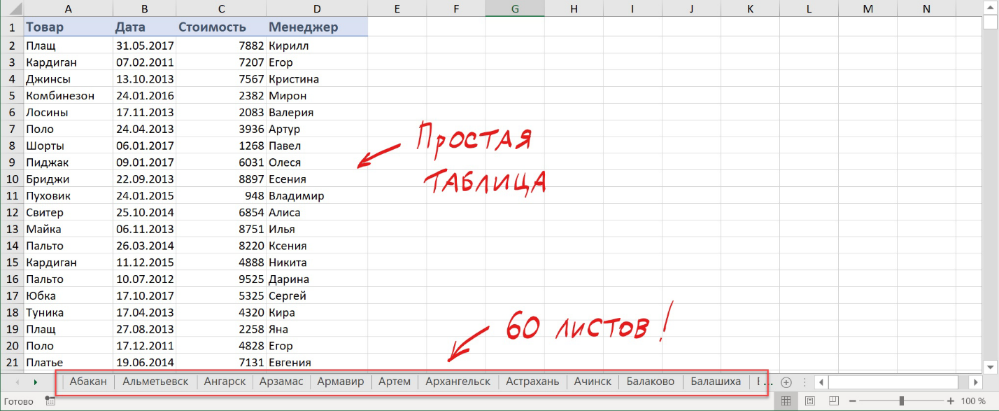 A B C D E F G H I J K L M N
1 Товар Дата Стоимость Менеджер
2 Плащ 31.05.2017 7882 Кирилл
3 Кардиган 07.02.2011 7207 Егор
4 Джинсы 13.10.2013 7567 Кристина
5 Комбинезон 24.01.2016 2382 Мирон
6 Лосины 17.11.2013 2083 Валерия
7 Поло 24.04.2013 3936 Артур
8 Шорты 06.01.2017 1268 Павел
9 Пиджак 09.01.2017 6031 Олеся
10 Бриджи 22.09.2013 8897 Есения
11 Пуховик 24.01.2015 948 Владимир
12 Свитер 25.10.2014 6854 Алиса
13 Майка 06.11.2013 8751 Илья
14 Пальто 26.03.2014 8220 Ксения
15 Кардиган 11.12.2015 4888 Никита
16 Пальто 10.07.2012 9525 Дарина
17 Юбка 17.10.2017 5325 Сергей
18 Туника 17.04.2013 4320 Кира
19 Плащ 27.08.2013 2258 Яна
20 Поло 17.12.2011 4828 Егор
21 Платье 19.06.2014 7131 Евгения
Простая
таблица
60 листов!
Абакан Альметьевск Ангарск Арзамас Армавир Артем Архангельск Астрахань Ачинск Балаково Балашиха ...
Готово 100 %